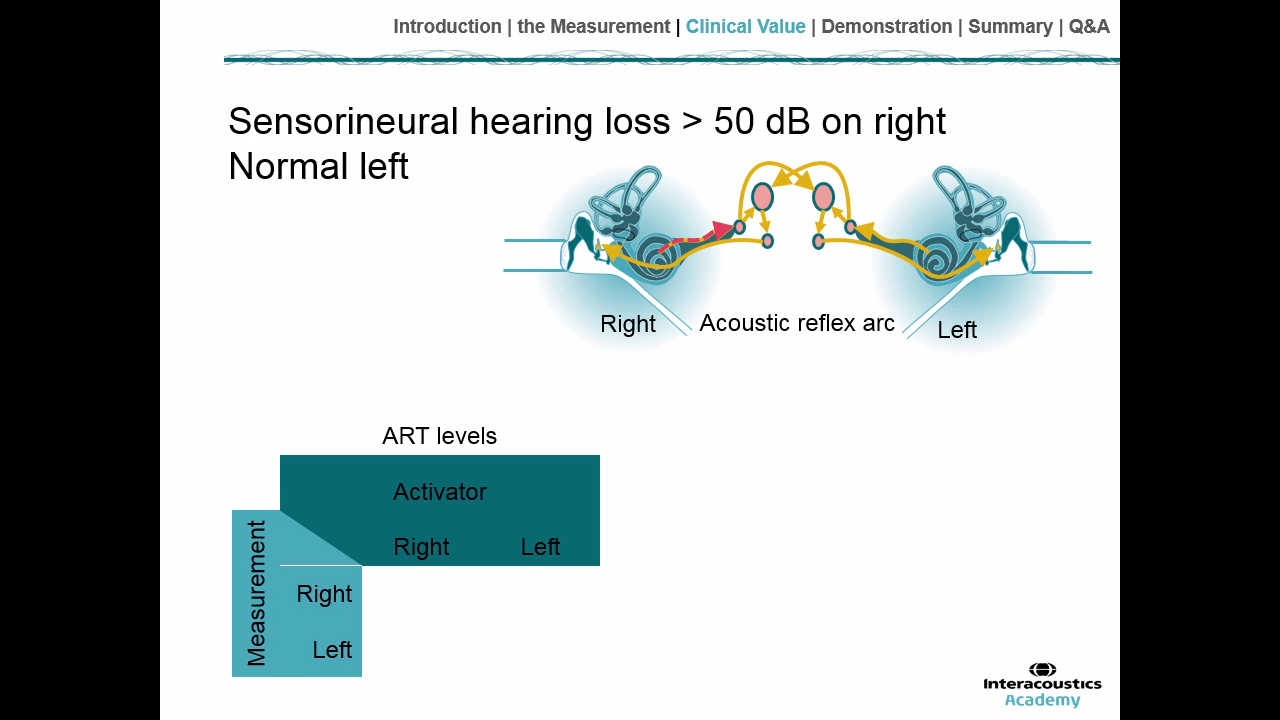 Introduction | the Measurement | Clinical Value | Demonstration | Summary | Q&A
Sensorineural hearing loss > 50 dB on right
Normal left
Right
Acoustic reflex arc
Left
ART levels
Activator
Right Left
Measurement
Right
Left
Interacoustics
Academy